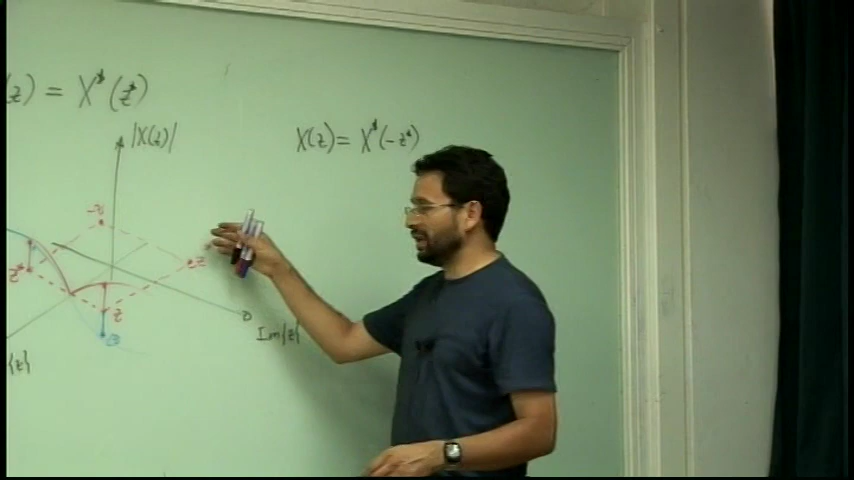 z) = X*(z*)
|X(z)|
X(z) = X*(-z*)
-z
z*
z
Im{z}
{z}